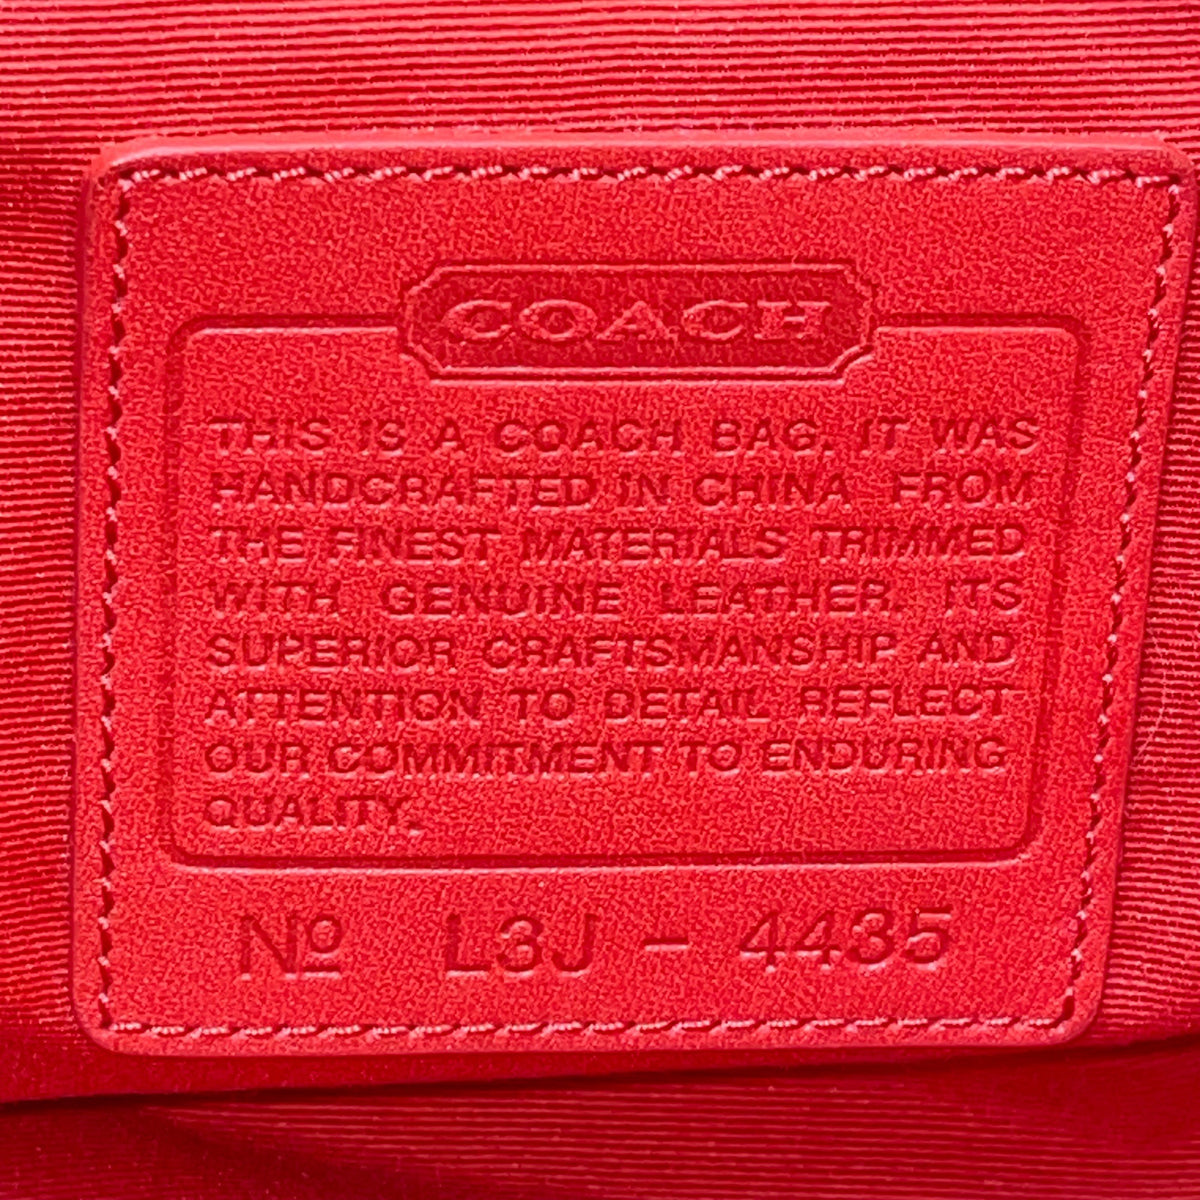 COACH
THIS IS A COACH BAG. IT WAS
HANDCRAFTED IN CHINA FROM
THE FINEST MATERIALS TRIMMED
WITH GENUINE LEATHER. ITS
SUPERIOR CRAFTSMANSHIP AND
ATTENTION TO DETAIL REFLECT
OUR COMMITMENT TO ENDURING
QUALITY.
Nº L3J - 4435